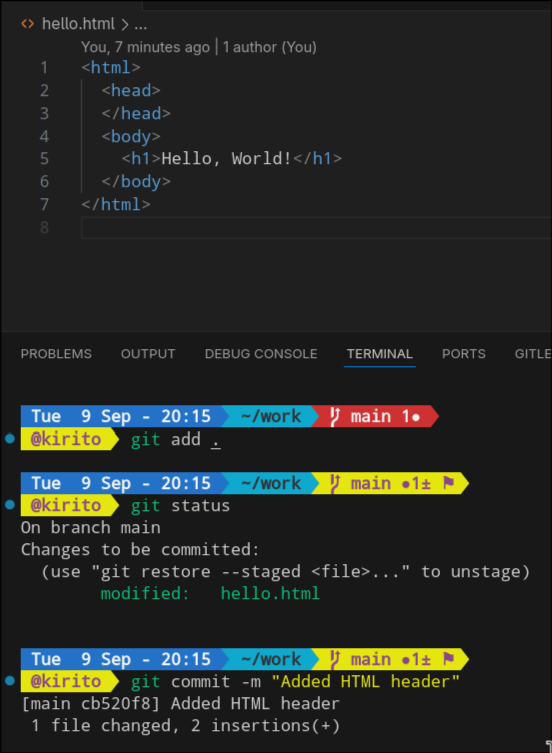 <> hello.html > ...
You, 7 minutes ago | 1 author (You)
1 <html>
2   <head>
3   </head>
4   <body>
5     <h1>Hello, World!</h1>
6   </body>
7 </html>
8
PROBLEMS OUTPUT DEBUG CONSOLE TERMINAL PORTS GITLE
Tue 9 Sep - 20:15 ~/work main 1●
@kirito git add .
Tue 9 Sep - 20:15 ~/work main ●1± ⚑
@kirito git status
On branch main
Changes to be committed:
  (use "git restore --staged <file>..." to unstage)
        modified:   hello.html
Tue 9 Sep - 20:15 ~/work main ●1± ⚑
@kirito git commit -m "Added HTML header"
[main cb520f8] Added HTML header
 1 file changed, 2 insertions(+)